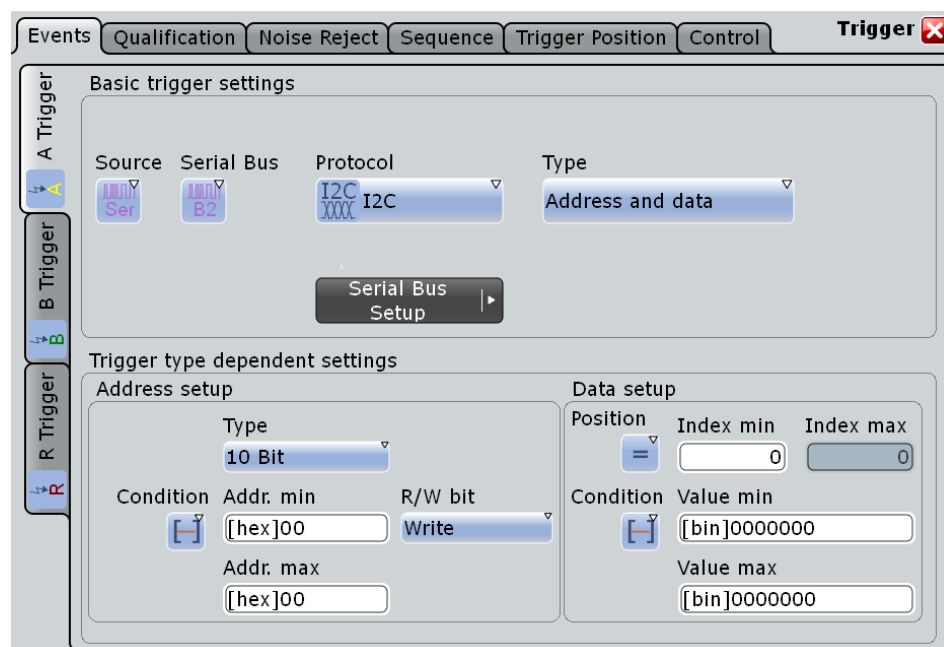 Events Qualification Noise Reject Sequence Trigger Position Control Trigger
A Trigger
A
B Trigger
B
R Trigger
R
Basic trigger settings
Source Serial Bus Protocol Type
Ser B2 I2C I2C Address and data
Serial Bus
Setup
Trigger type dependent settings
Address setup
Type
10 Bit
Condition Addr. min R/W bit
[hex]00 Write
Addr. max
[hex]00
Data setup
Position Index min Index max
= 0 0
Condition Value min
[bin]0000000
Value max
[bin]0000000